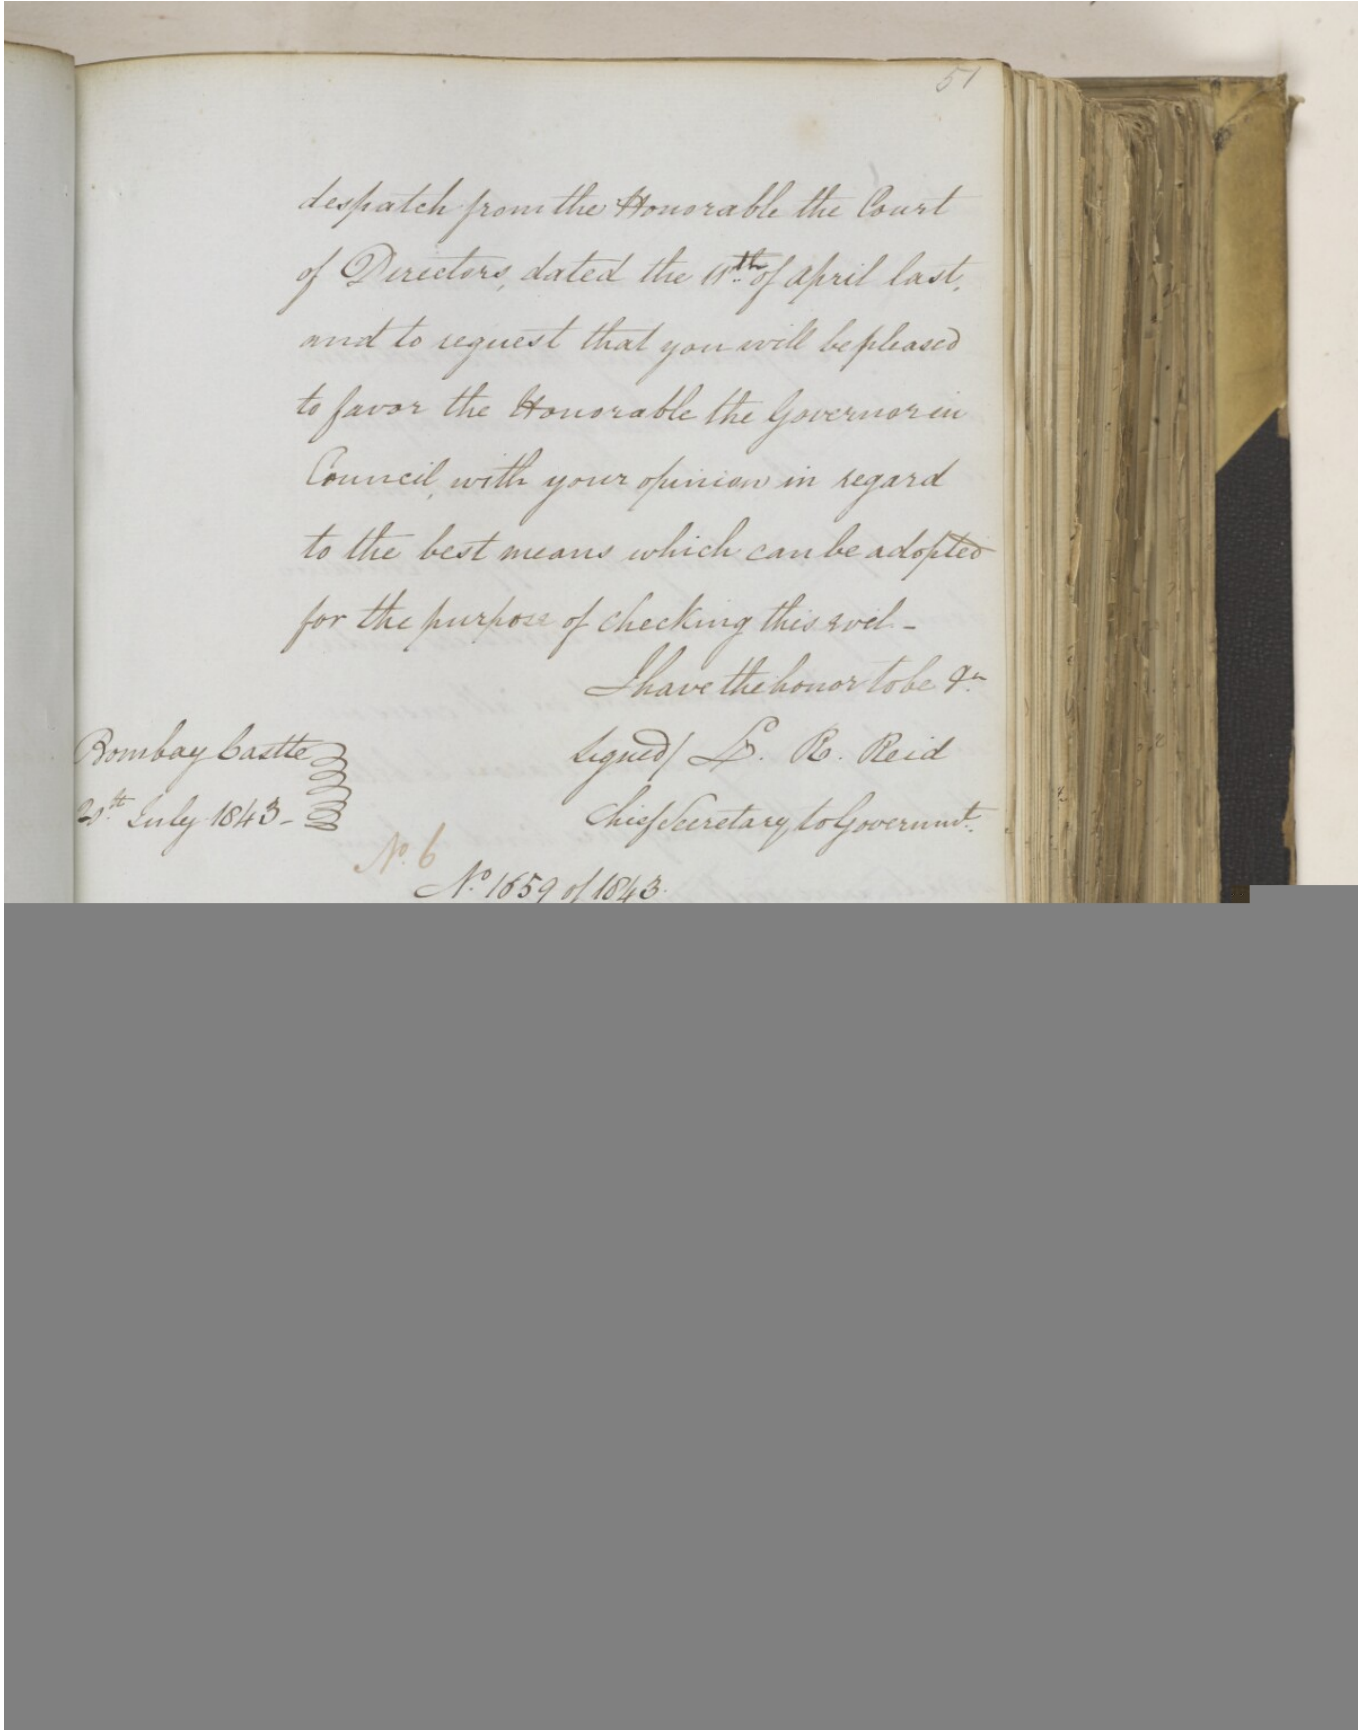 51
despatch from the Honorable the Court
of Directors, dated the 11th of April last,
and to request that you will be pleased
to favor the Honorable the Governor in
Council, with your opinion in regard
to the best means which can be adopted
for the purpose of checking this evil -
I have the honor to be &ca
Bombay Castle signed/ L. R. Reid
July 1843 - Chief Secretary to Governmt.
No. 6
No. 1659 of 1843.